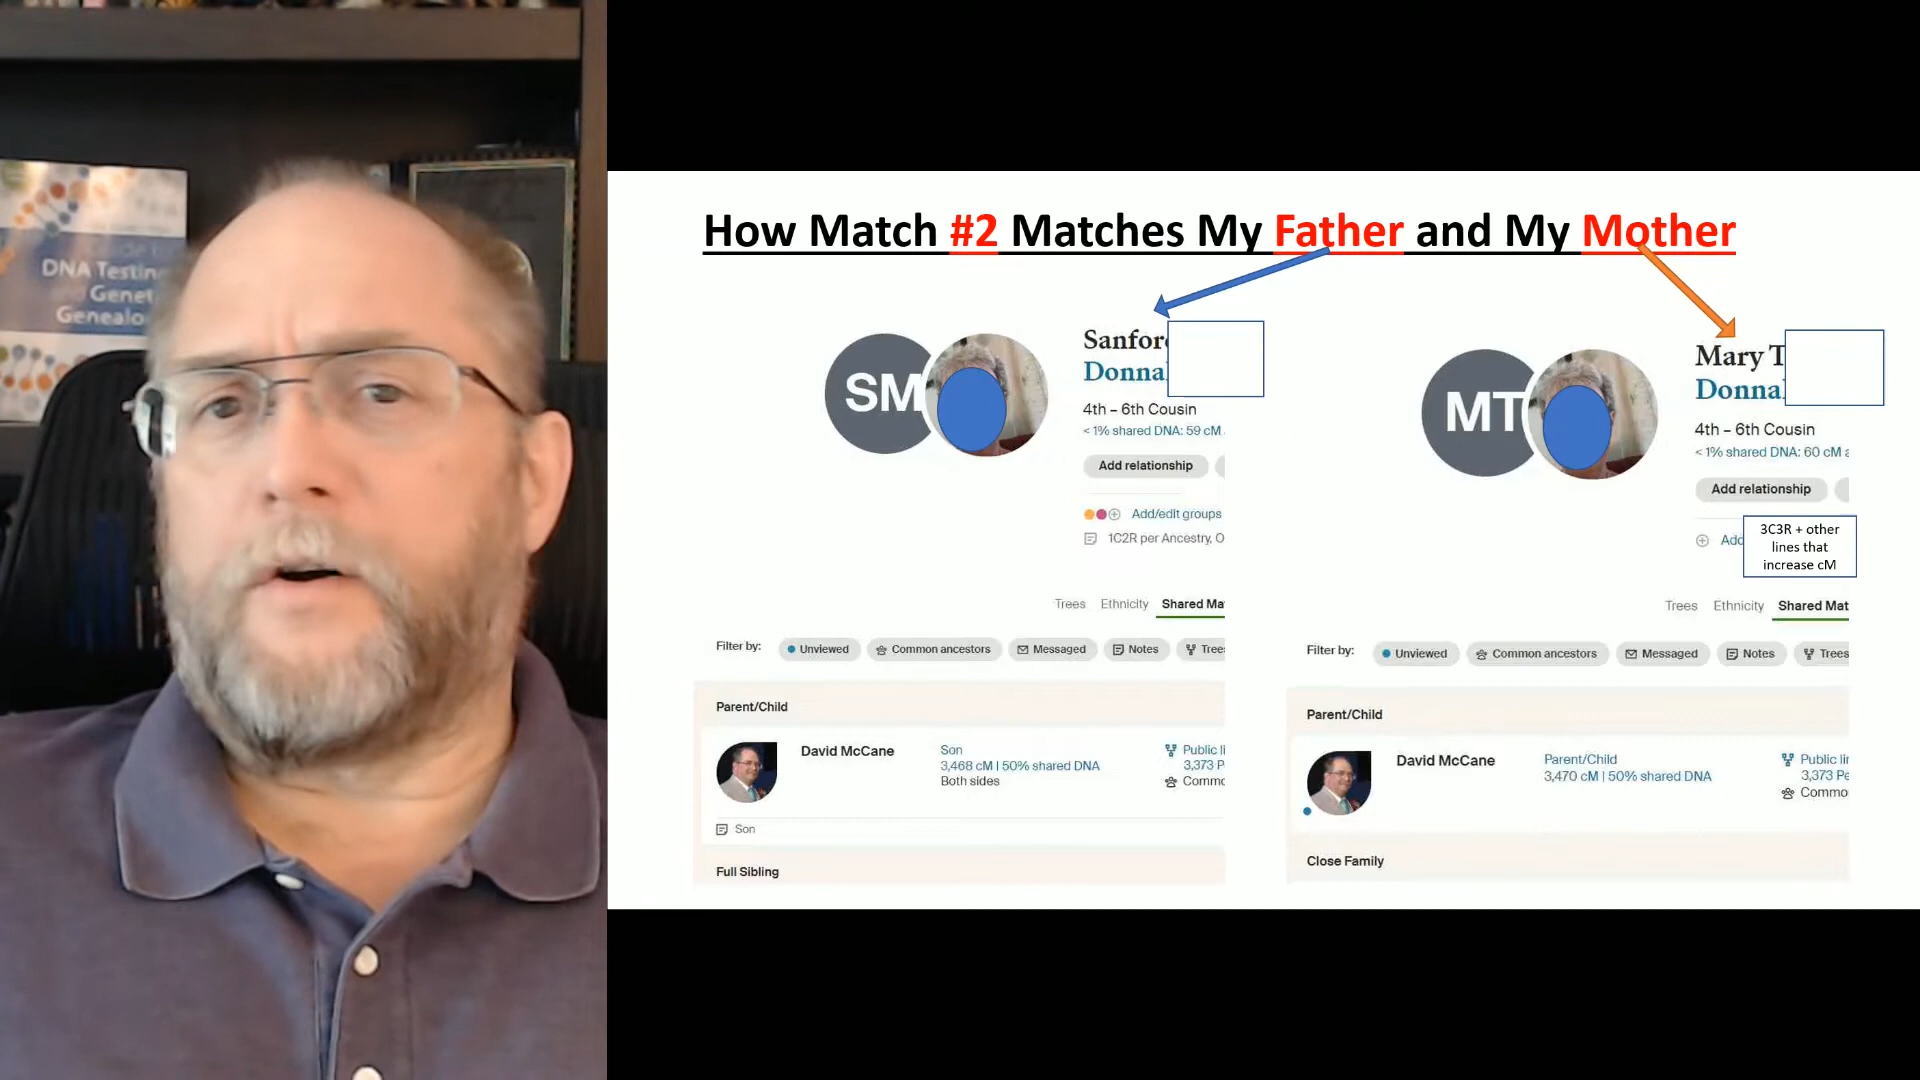 DNA Testing
Genet
Genealo
How Match #2 Matches My Father and My Mother
SM
Sanford
Donna
4th – 6th Cousin
< 1% shared DNA: 59 cM
Add relationship
Add/edit groups
1C2R per Ancestry, O
Trees Ethnicity Shared Ma
Filter by: Unviewed Common ancestors Messaged Notes Trees
Parent/Child
David McCane
Son
3,468 cM | 50% shared DNA
Both sides
Public li
3,373 P
Commo
Son
Full Sibling
MT
Mary T
Donna
4th – 6th Cousin
< 1% shared DNA: 60 cM a
Add relationship
Add
3C3R + other
lines that
increase cM
Trees Ethnicity Shared Mat
Filter by: Unviewed Common ancestors Messaged Notes Trees
Parent/Child
David McCane
Parent/Child
3,470 cM | 50% shared DNA
Public lin
3,373 Pe
Commo
Close Family